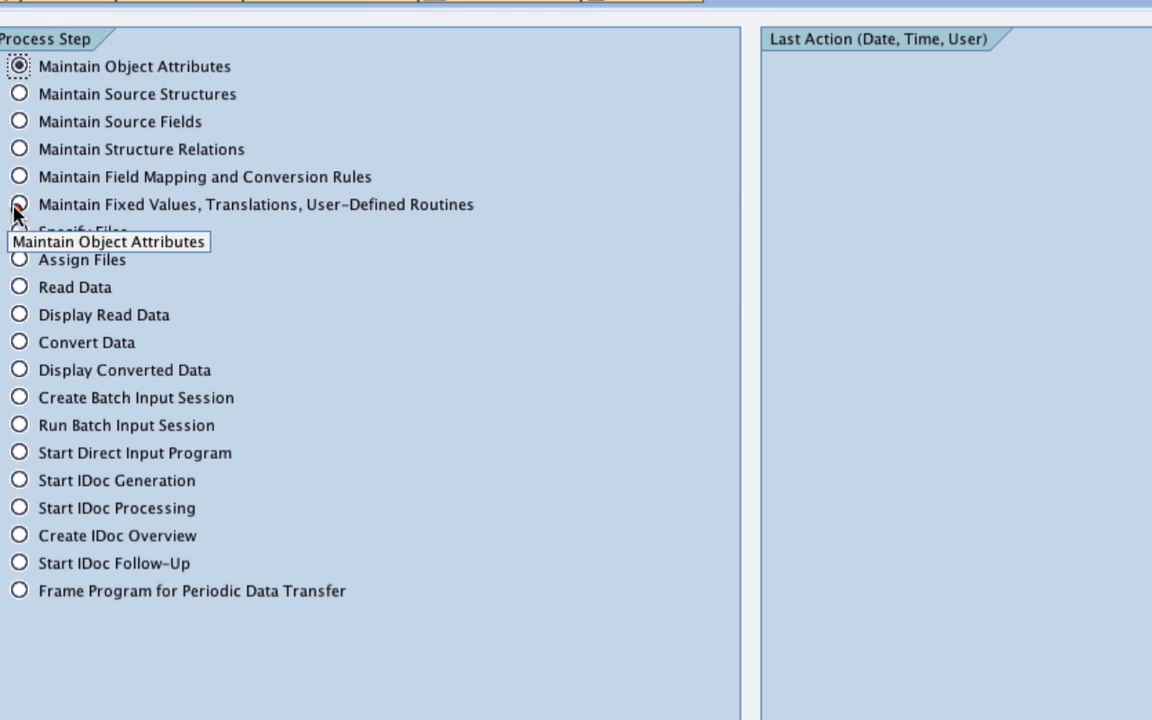 Process Step
Maintain Object Attributes
Maintain Source Structures
Maintain Source Fields
Maintain Structure Relations
Maintain Field Mapping and Conversion Rules
Maintain Fixed Values, Translations, User-Defined Routines
Specify Files
Maintain Object Attributes
Assign Files
Read Data
Display Read Data
Convert Data
Display Converted Data
Create Batch Input Session
Run Batch Input Session
Start Direct Input Program
Start IDoc Generation
Start IDoc Processing
Create IDoc Overview
Start IDoc Follow-Up
Frame Program for Periodic Data Transfer
Last Action (Date, Time, User)